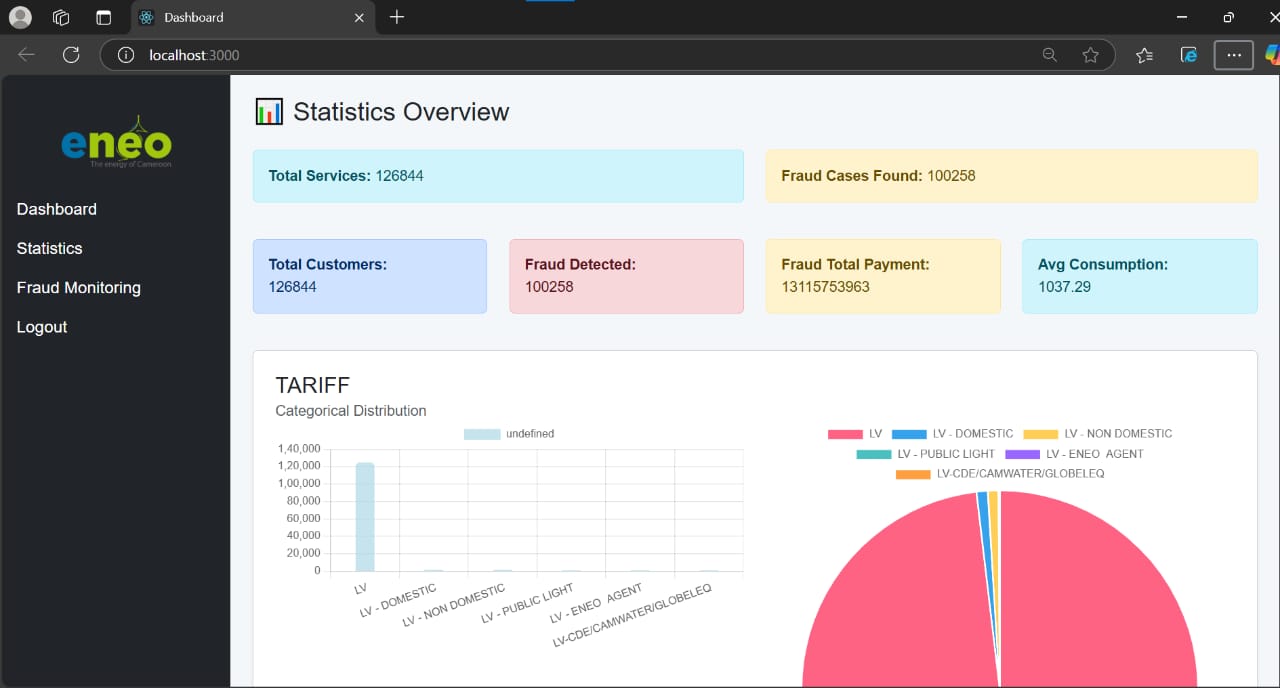 Dashboard
localhost:3000
eneo
The energy of Cameroon
Dashboard
Statistics
Fraud Monitoring
Logout
Statistics Overview
Total Services: 126844
Fraud Cases Found: 100258
Total Customers:
126844
Fraud Detected:
100258
Fraud Total Payment:
13115753963
Avg Consumption:
1037.29
TARIFF
Categorical Distribution
undefined
1,40,000
1,20,000
1,00,000
80,000
60,000
40,000
20,000
0
LV
LV - DOMESTIC
LV - NON DOMESTIC
LV - PUBLIC LIGHT
LV - ENEO  AGENT
LV-CDE/CAMWATER/GLOBELEQ
LV LV - DOMESTIC LV - NON DOMESTIC
LV - PUBLIC LIGHT LV - ENEO  AGENT
LV-CDE/CAMWATER/GLOBELEQ